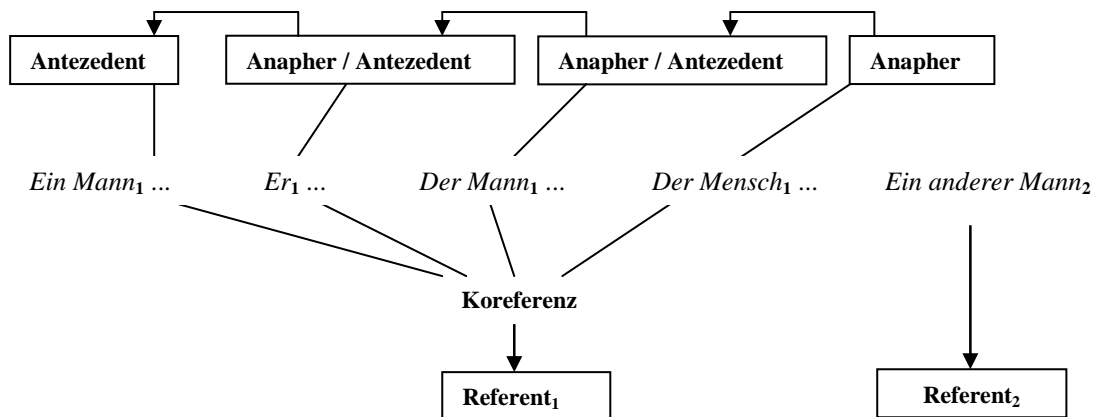 Antezedent Anapher / Antezedent Anapher / Antezedent Anapher
Ein Mann₁ ... Er₁ ... Der Mann₁ ... Der Mensch₁ ... Ein anderer Mann₂
Koreferenz
Referent₁ Referent₂